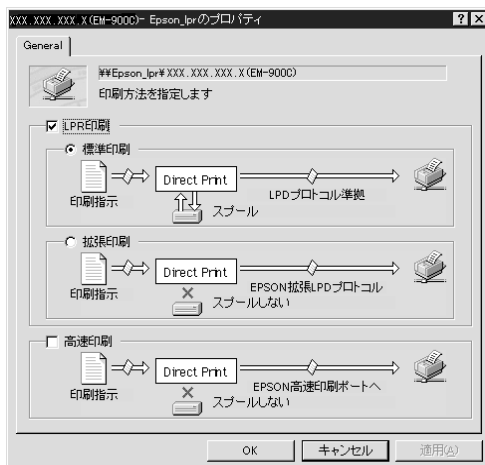 XXX.XXX.XXX.X(EM-900C)- Epson_lprのプロパティ
General
¥¥Epson_lpr¥XXX.XXX.XXX.X(EM-900C)
印刷方法を指定します
LPR印刷
標準印刷
Direct Print
LPDプロトコル準拠
印刷指示
スプール
拡張印刷
Direct Print
EPSON拡張LPDプロトコル
印刷指示
スプールしない
高速印刷
Direct Print
EPSON高速印刷ポートへ
印刷指示
スプールしない
OK
キャンセル
適用(A)